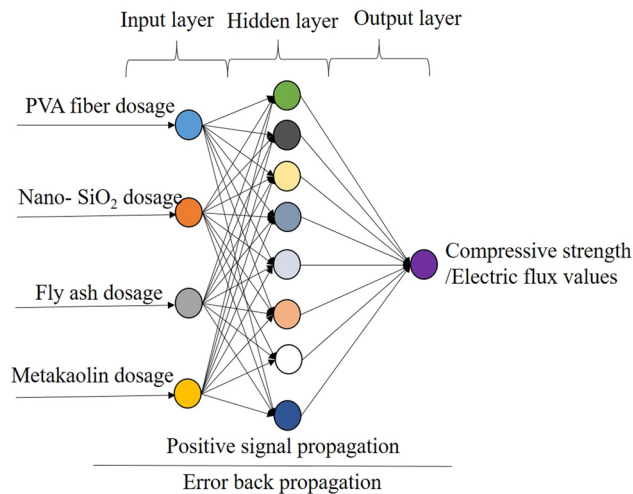 Input layer Hidden layer Output layer
PVA fiber dosage
Nano- SiO₂ dosage
Fly ash dosage
Metakaolin dosage
Compressive strength
/Electric flux values
Positive signal propagation
Error back propagation